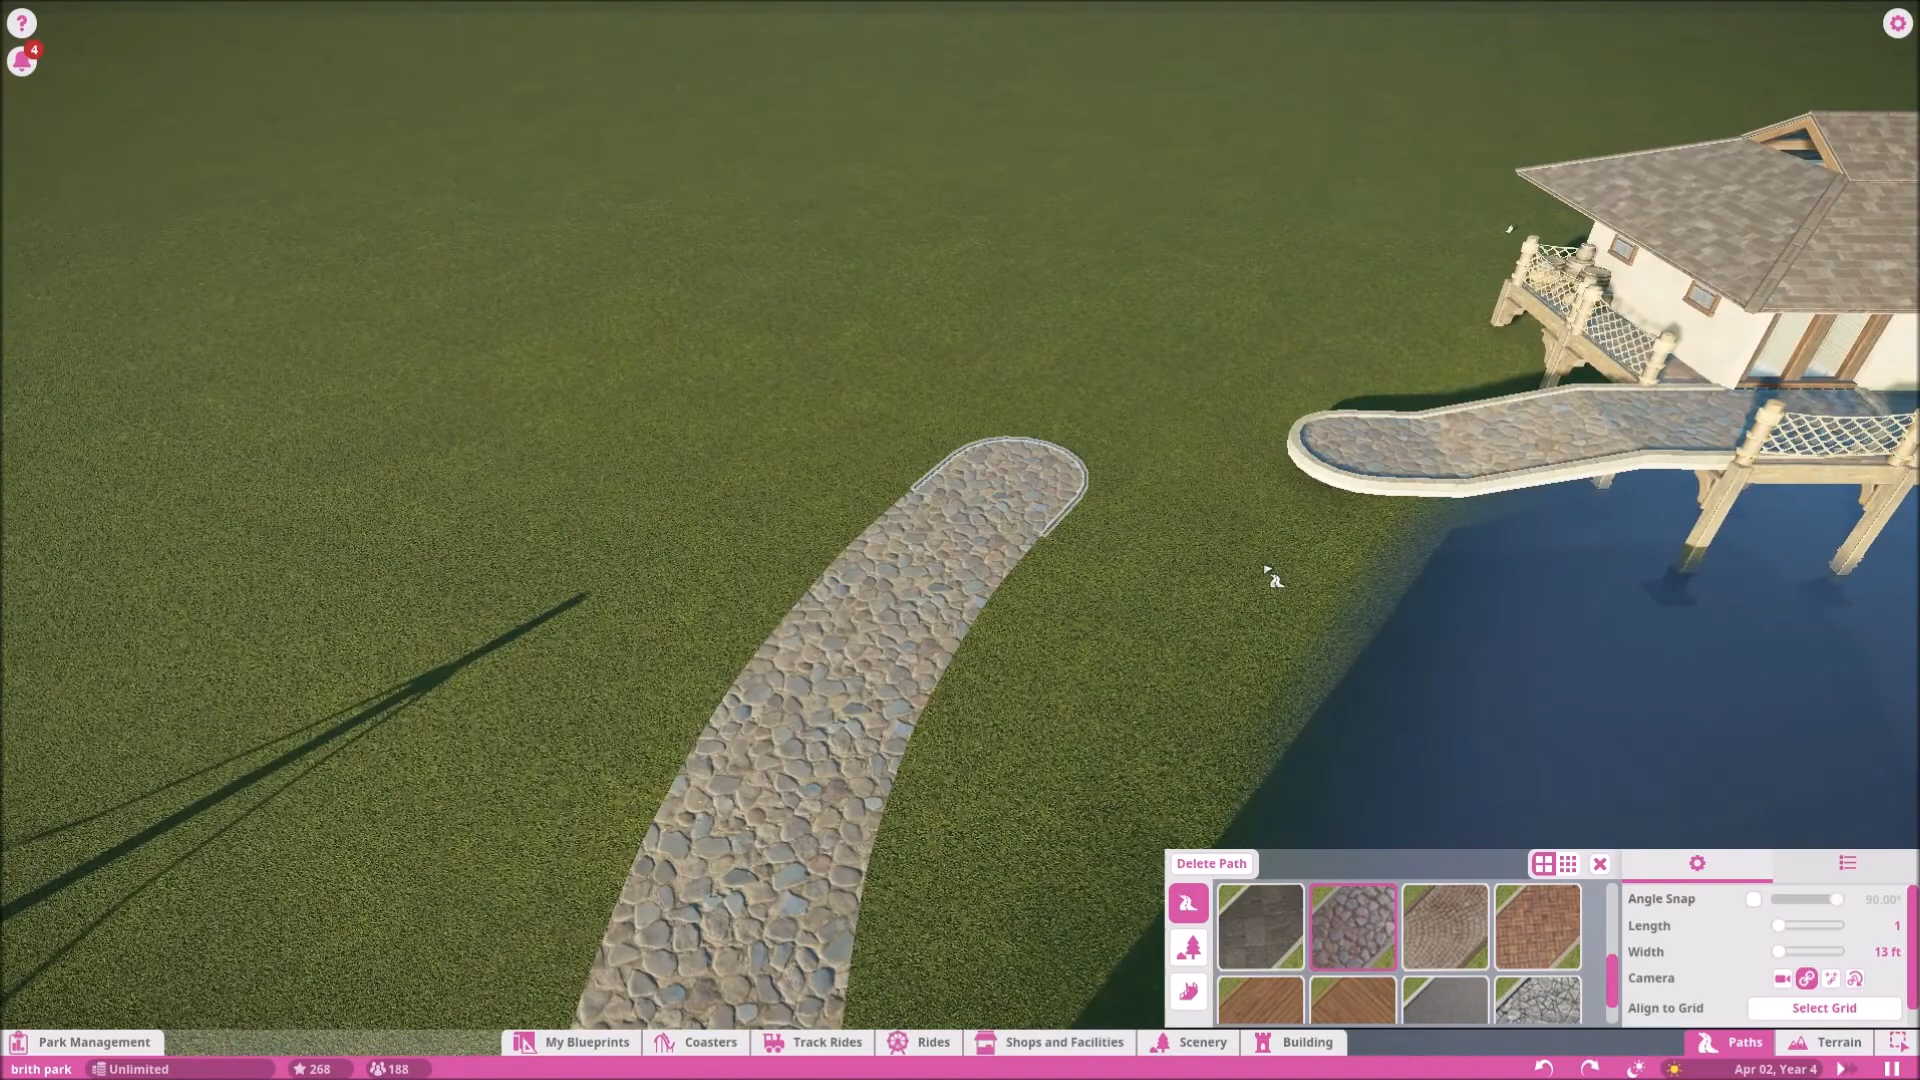 ?
4
Delete Path
Angle Snap 90.00°
Length 1
Width 13 ft
Camera
Align to Grid Select Grid
Park Management
My Blueprints
Coasters
Track Rides
Rides
Shops and Facilities
Scenery
Building
Paths
Terrain
brith park
Unlimited
268
188
Apr 02, Year 4